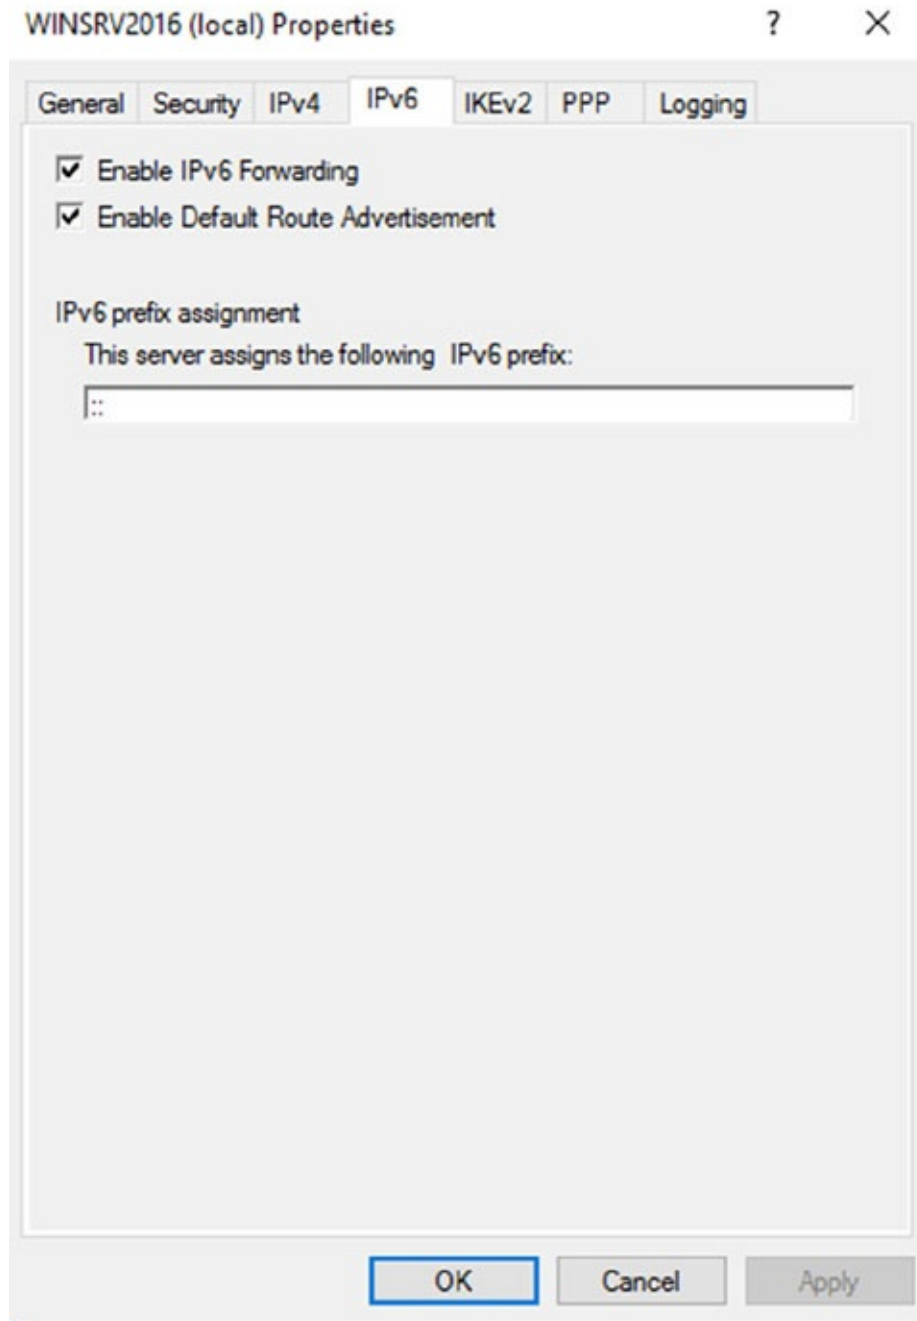 WINSRV2016 (local) Properties ? ×
General Security IPv4 IPv6 IKEv2 PPP Logging
Enable IPv6 Forwarding
Enable Default Route Advertisement
IPv6 prefix assignment
This server assigns the following IPv6 prefix:
::
OK Cancel Apply